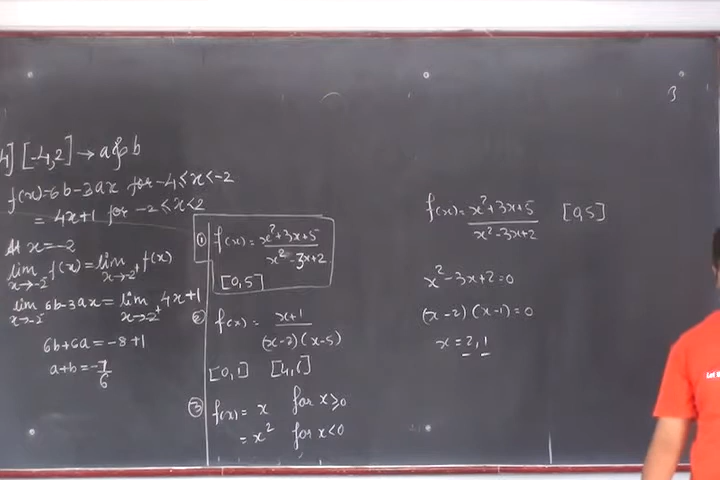 4] [-4,2] → a & b
f(x)=6b-3ax for -4≤x<-2
= 4x+1 for -2≤x≤2
At x=-2
lim x→-2⁻ f(x) = lim x→-2⁺ f(x)
lim x→-2⁻ 6b-3ax = lim x→-2⁺ 4x+1
6b+6a = -8+1
a+b = -7/6
① f(x) = x²+3x+5 / x²-3x+2
[0,5]
② f(x) = x+1 / (x-2)(x-5)
[0,1] [4,6]
③ f(x) = x for x≥0
= x² for x<0
3
f(x) = x²+3x+5 / x²-3x+2 [0,5]
x²-3x+2=0
(x-2)(x-1)=0
x=2,1